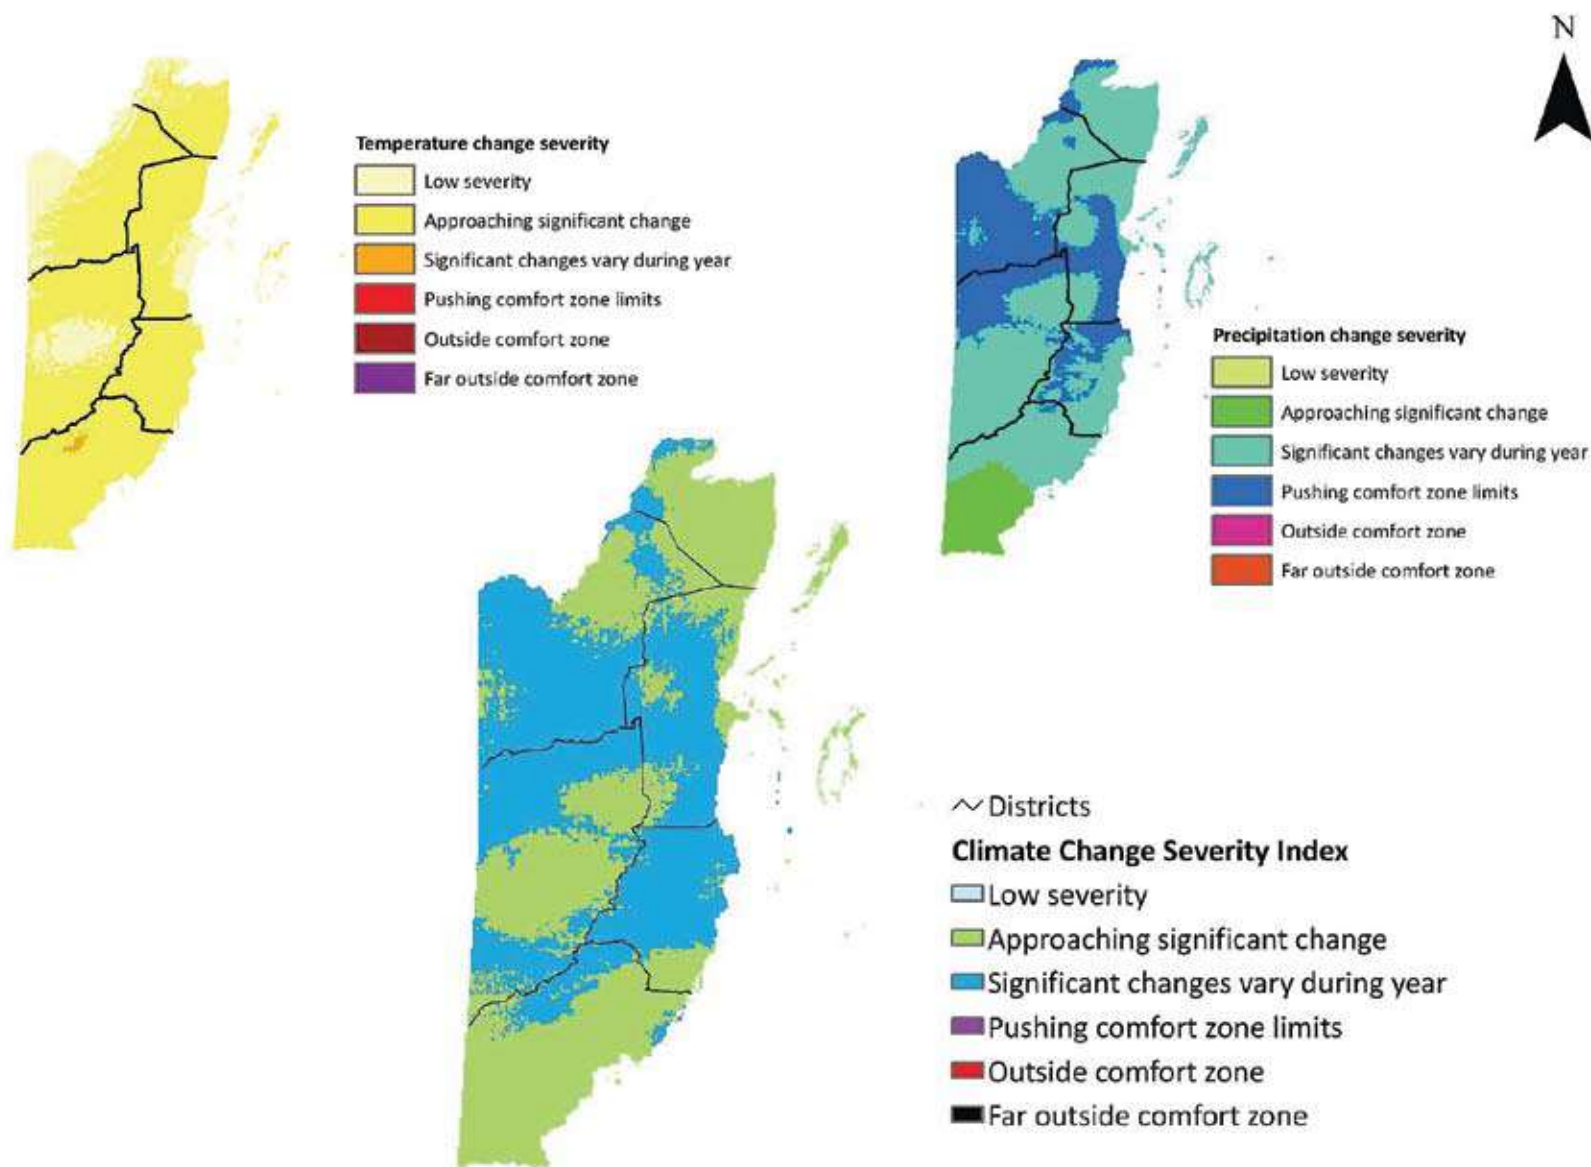 N
Temperature change severity
Low severity
Approaching significant change
Significant changes vary during year
Pushing comfort zone limits
Outside comfort zone
Far outside comfort zone
Precipitation change severity
Low severity
Approaching significant change
Significant changes vary during year
Pushing comfort zone limits
Outside comfort zone
Far outside comfort zone
Districts
Climate Change Severity Index
Low severity
Approaching significant change
Significant changes vary during year
Pushing comfort zone limits
Outside comfort zone
Far outside comfort zone